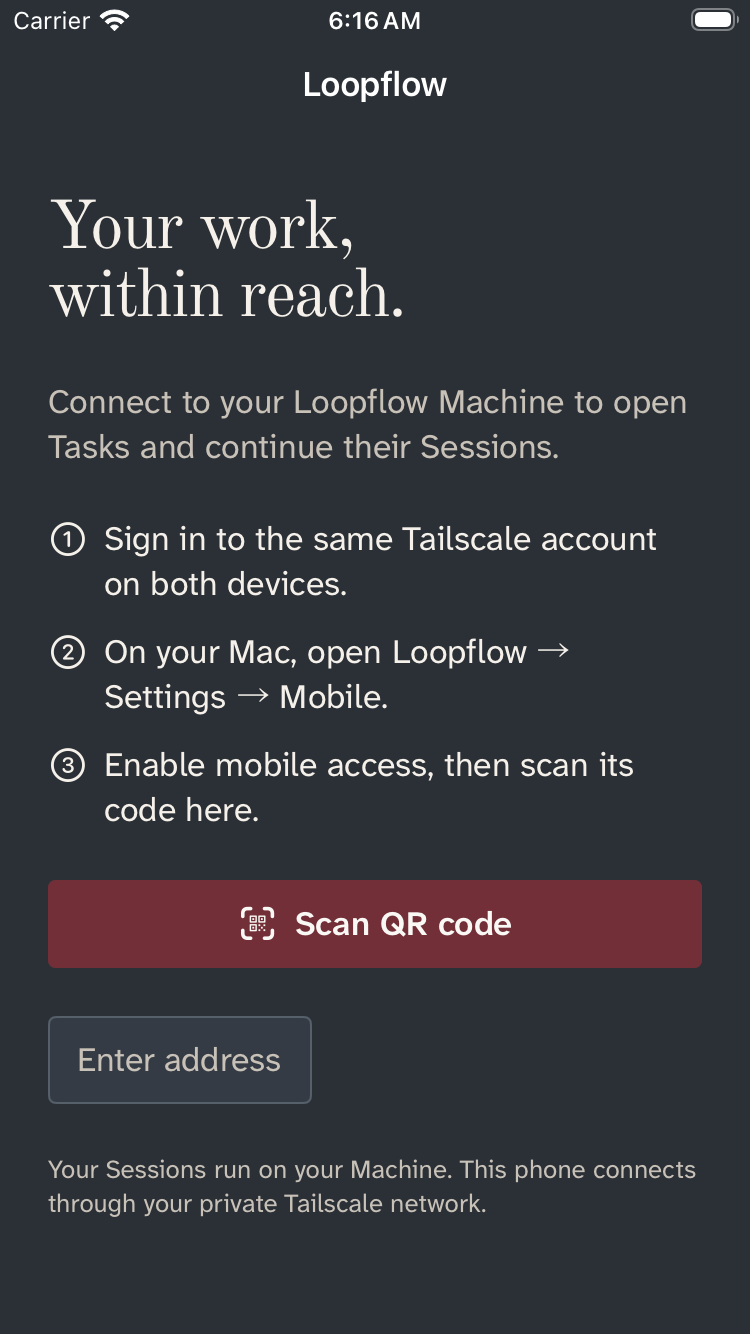 Carrier 6:16 AM
Loopflow
Your work,
within reach.
Connect to your Loopflow Machine to open
Tasks and continue their Sessions.
1 Sign in to the same Tailscale account
on both devices.
2 On your Mac, open Loopflow →
Settings → Mobile.
3 Enable mobile access, then scan its
code here.
Scan QR code
Enter address
Your Sessions run on your Machine. This phone connects
through your private Tailscale network.